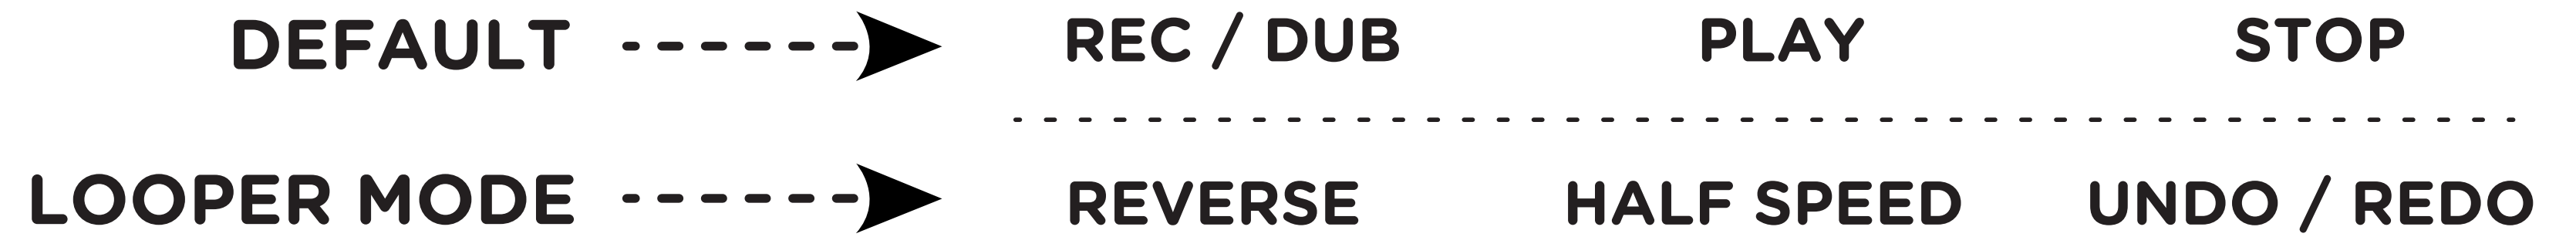 DEFAULT REC / DUB PLAY STOP
LOOPER MODE REVERSE HALF SPEED UNDO / REDO